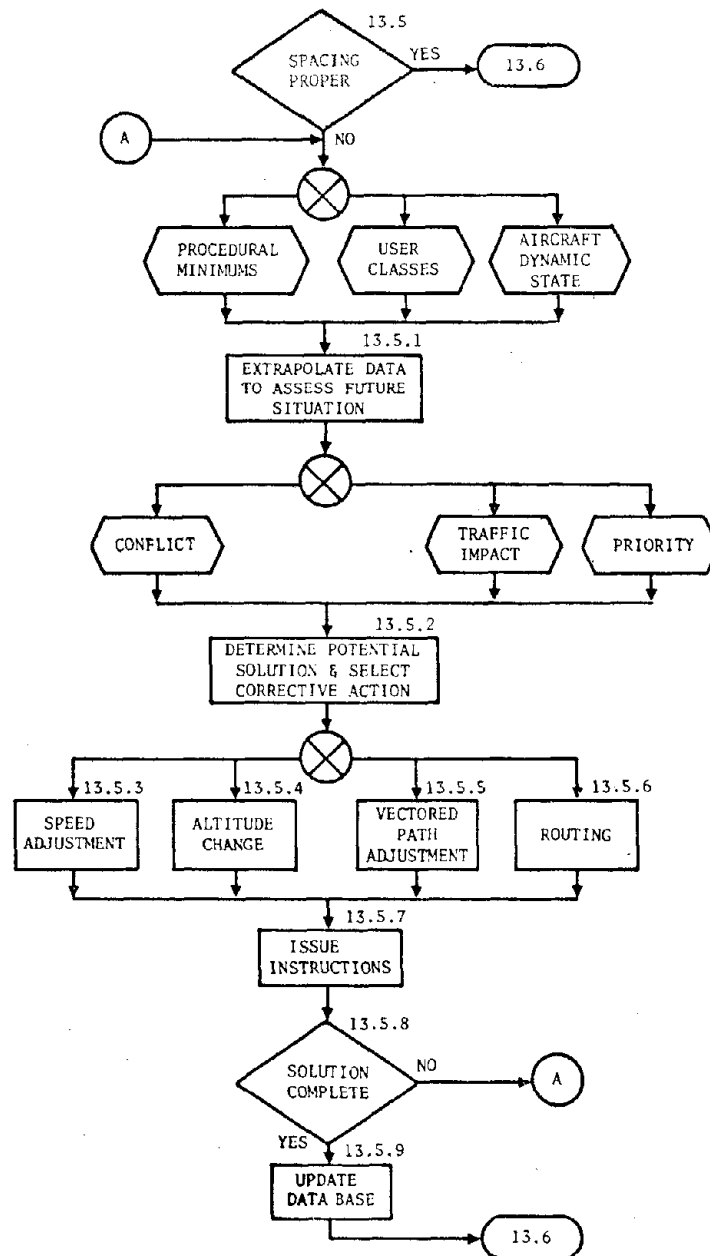 13.5
SPACING
PROPER
YES
13.6
A
NO
PROCEDURAL
MINIMUMS
USER
CLASSES
AIRCRAFT
DYNAMIC
STATE
13.5.1
EXTRAPOLATE DATA
TO ASSESS FUTURE
SITUATION
CONFLICT
TRAFFIC
IMPACT
PRIORITY
13.5.2
DETERMINE POTENTIAL
SOLUTION & SELECT
CORRECTIVE ACTION
13.5.3
SPEED
ADJUSTMENT
13.5.4
ALTITUDE
CHANGE
13.5.5
VECTORED
PATH
ADJUSTMENT
13.5.6
ROUTING
13.5.7
ISSUE
INSTRUCTIONS
13.5.8
SOLUTION
COMPLETE
NO
A
YES
13.5.9
UPDATE
DATA BASE
13.6